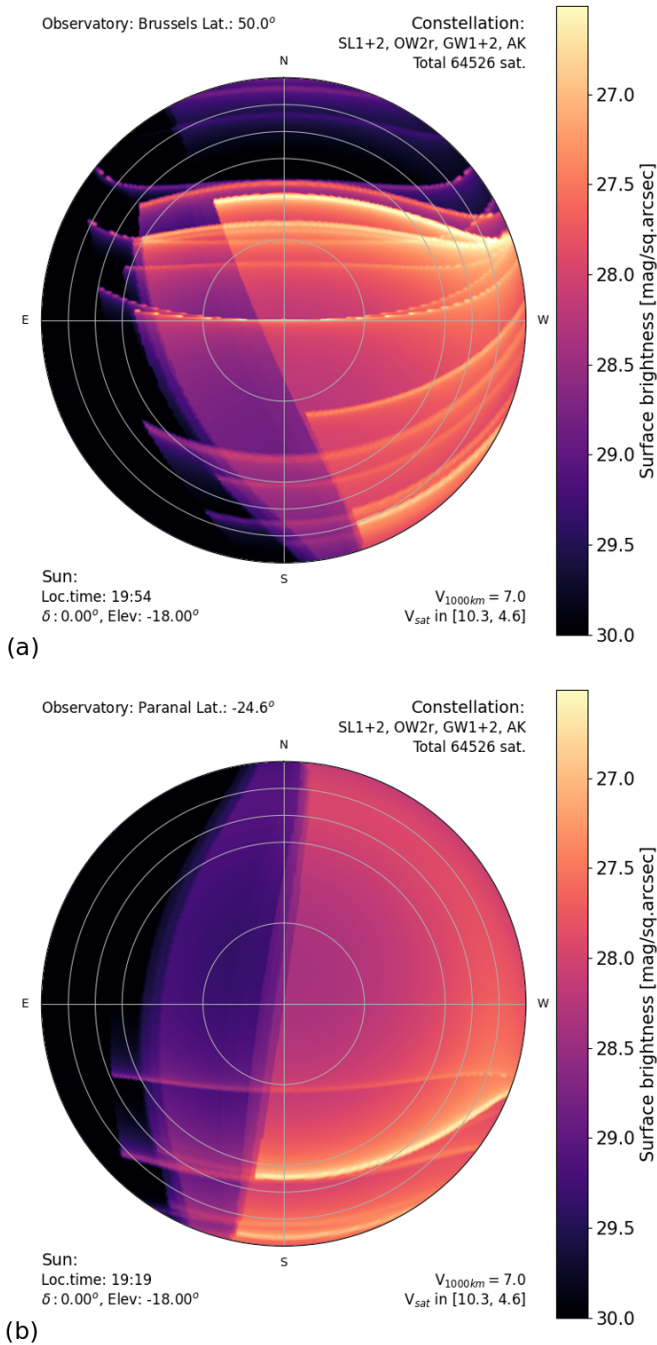 Observatory: Brussels Lat.: 50.0°
Constellation:
SL1+2, OW2r, GW1+2, AK
Total 64526 sat.
N
E
W
S
Sun:
Loc.time: 19:54
δ : 0.00°, Elev: -18.00°
V1000km = 7.0
Vsat in [10.3, 4.6]
27.0
27.5
28.0
28.5
29.0
29.5
30.0
Surface brightness [mag/sq.arcsec]
(a)
Observatory: Paranal Lat.: -24.6°
Constellation:
SL1+2, OW2r, GW1+2, AK
Total 64526 sat.
N
E
W
S
Sun:
Loc.time: 19:19
δ : 0.00°, Elev: -18.00°
V1000km = 7.0
Vsat in [10.3, 4.6]
27.0
27.5
28.0
28.5
29.0
29.5
30.0
Surface brightness [mag/sq.arcsec]
(b)